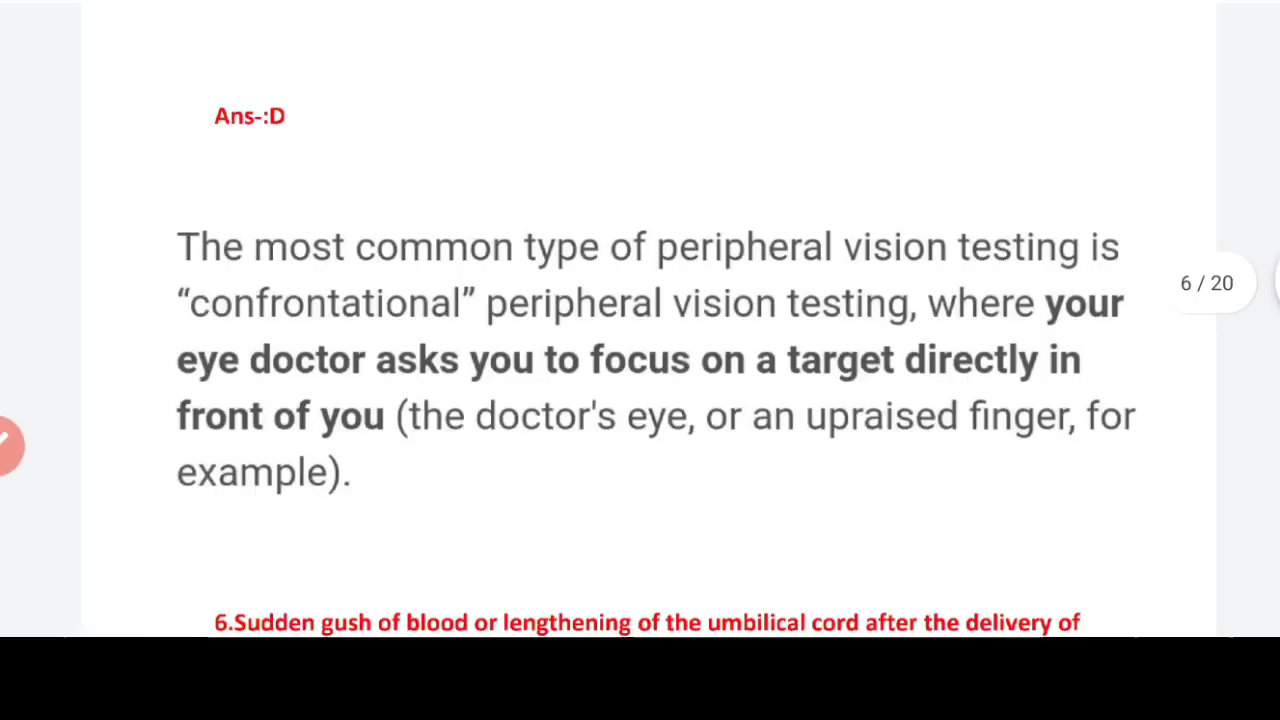 Ans-:D
The most common type of peripheral vision testing is
“confrontational” peripheral vision testing, where your
6 / 20
eye doctor asks you to focus on a target directly in
front of you (the doctor's eye, or an upraised finger, for
example).
6.Sudden gush of blood or lengthening of the umbilical cord after the delivery of